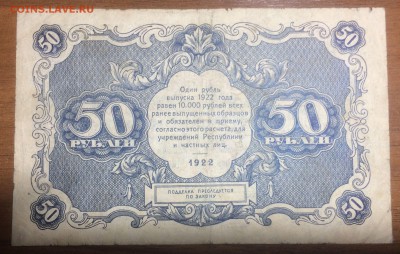 COINS.LAVE.RU
50
50
Один рубль
выпуска 1922 года
равен 10.000 рублей всех
ранее выпущенных образцов
и обязателен к приему,
согласно этого расчета, для
учреждений Республики
и частных лиц.
1922
50 РУБЛЕЙ
50 РУБЛЕЙ
ПОДДЕЛКА ПРЕСЛЕДУЕТСЯ
ПО ЗАКОНУ
50
50